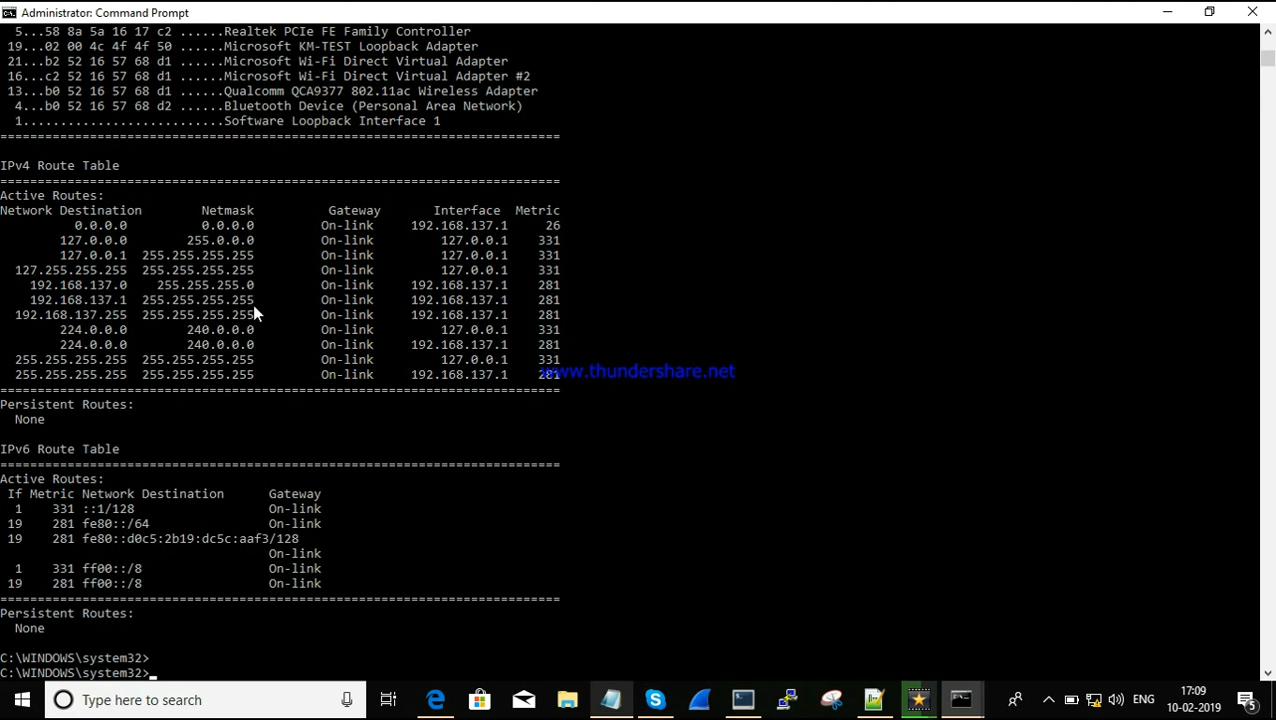 Administrator: Command Prompt
5...58 8a 5a 16 17 c2 ......Realtek PCIe FE Family Controller
19...02 00 4c 4f 4f 50 ......Microsoft KM-TEST Loopback Adapter
21...b2 52 16 57 68 d1 ......Microsoft Wi-Fi Direct Virtual Adapter
16...c2 52 16 57 68 d1 ......Microsoft Wi-Fi Direct Virtual Adapter #2
13...b0 52 16 57 68 d1 ......Qualcomm QCA9377 802.11ac Wireless Adapter
4...b0 52 16 57 68 d2 ......Bluetooth Device (Personal Area Network)
1...........................Software Loopback Interface 1
===========================================================================
IPv4 Route Table
===========================================================================
Active Routes:
Network Destination Netmask Gateway Interface Metric
0.0.0.0 0.0.0.0 On-link 192.168.137.1 26
127.0.0.0 255.0.0.0 On-link 127.0.0.1 331
127.0.0.1 255.255.255.255 On-link 127.0.0.1 331
127.255.255.255 255.255.255.255 On-link 127.0.0.1 331
192.168.137.0 255.255.255.0 On-link 192.168.137.1 281
192.168.137.1 255.255.255.255 On-link 192.168.137.1 281
192.168.137.255 255.255.255.255 On-link 192.168.137.1 281
224.0.0.0 240.0.0.0 On-link 127.0.0.1 331
224.0.0.0 240.0.0.0 On-link 192.168.137.1 281
255.255.255.255 255.255.255.255 On-link 127.0.0.1 331
www.thundershare.net
255.255.255.255 255.255.255.255 On-link 192.168.137.1 281
===========================================================================
Persistent Routes:
None
IPv6 Route Table
===========================================================================
Active Routes:
If Metric Network Destination Gateway
1 331 ::1/128 On-link
19 281 fe80::/64 On-link
19 281 fe80::d0c5:2b19:dc5c:aaf3/128
On-link
1 331 ff00::/8 On-link
19 281 ff00::/8 On-link
===========================================================================
Persistent Routes:
None
C:\WINDOWS\system32>
C:\WINDOWS\system32>_
Type here to search
ENG
17:09
10-02-2019
5